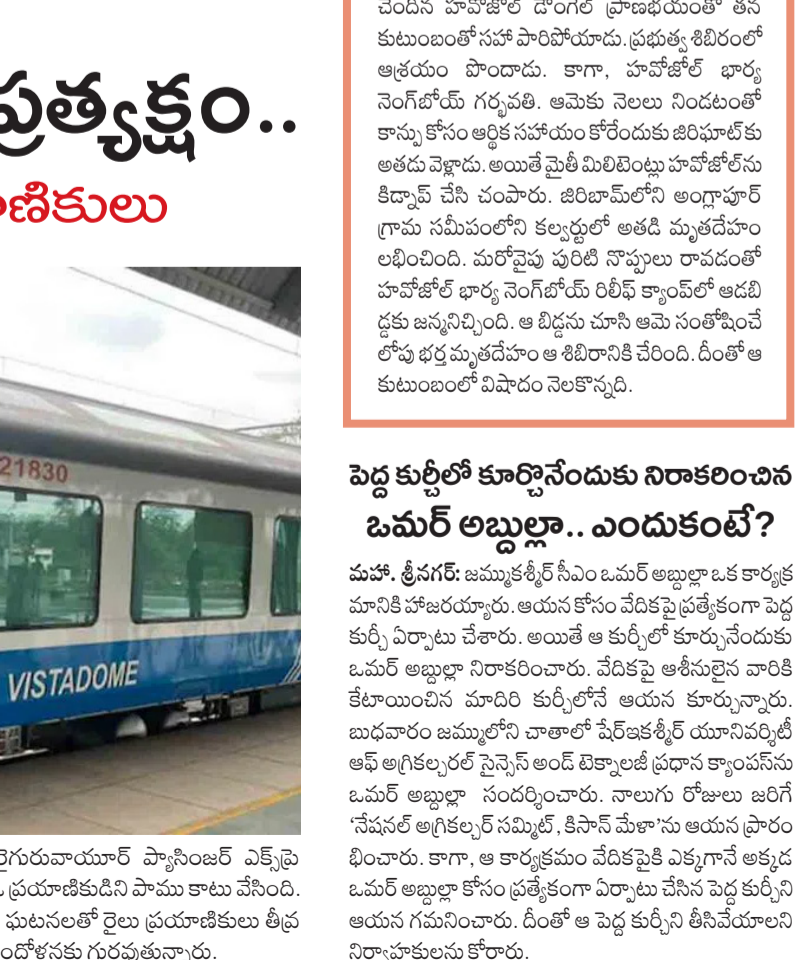 ప్రత్యక్షం..
21830
VISTADOME
ప్యాసింజర్ ఎక్స్‌ప్రె
ప్రయాణికుడిని పాము కాటు వేసింది.
ఘటనలతో రైలు ప్రయాణికులు తీవ్ర
గురవుతున్నారు.
చెందిన హవోజోల్ డౌంగెల్ ప్రాణభయంతో తన
కుటుంబంతో సహా పారిపోయాడు. ప్రభుత్వ శిబిరంలో
ఆశ్రయం పొందాడు. కాగా, హవోజోల్ భార్య
నెంగ్‌బోయ్ గర్భవతి. ఆమెకు నెలలు నిండటంతో
కాన్పు కోసం ఆర్థిక సహాయం కోరేందుకు జిరిఘాట్‌కు
అతడు వెళ్లాడు. అయితే మైతీ మిలిటెంట్లు హవోజోల్‌ను
కిడ్నాప్ చేసి చంపారు. జిరిబామ్‌లోని అంగ్లాపూర్
గ్రామ సమీపంలోని కల్వర్టులో అతడి మృతదేహం
లభించింది. మరోవైపు పురిటి నొప్పులు రావడంతో
హవోజోల్ భార్య నెంగ్‌బోయ్ రిలీఫ్ క్యాంప్‌లో ఆడబి
డ్డకు జన్మనిచ్చింది. ఆ బిడ్డను చూసి ఆమె సంతోషించే
లోపు భర్త మృతదేహం ఆ శిబిరానికి చేరింది. దీంతో ఆ
కుటుంబంలో విషాదం నెలకొన్నది.
పెద్ద కుర్చీలో కూర్చొనేందుకు నిరాకరించిన
ఒమర్ అబ్దుల్లా.. ఎందుకంటే?
మహా. శ్రీనగర్: జమ్ముకశ్మీర్ సీఎం ఒమర్ అబ్దుల్లా ఒక కార్యక్ర
మానికి హాజరయ్యారు. ఆయన కోసం వేదికపై ప్రత్యేకంగా పెద్ద
కుర్చీ ఏర్పాటు చేశారు. అయితే ఆ కుర్చీలో కూర్చునేందుకు
ఒమర్ అబ్దుల్లా నిరాకరించారు. వేదికపై ఆశీనులైన వారికి
కేటాయించిన మాదిరి కుర్చీలోనే ఆయన కూర్చున్నారు.
బుధవారం జమ్ములోని చాతాలో షేర్ఇకశ్మీర్ యూనివర్శిటీ
ఆఫ్ అగ్రికల్చరల్ సైన్సెస్ అండ్ టెక్నాలజీ ప్రధాన క్యాంపస్‌ను
ఒమర్ అబ్దుల్లా సందర్శించారు. నాలుగు రోజులు జరిగే
‘నేషనల్ అగ్రికల్చర్ సమ్మిట్, కిసాన్ మేళా’ను ఆయన ప్రారం
భించారు. కాగా, ఆ కార్యక్రమం వేదికపైకి ఎక్కగానే అక్కడ
ఒమర్ అబ్దుల్లా కోసం ప్రత్యేకంగా ఏర్పాటు చేసిన పెద్ద కుర్చీని
ఆయన గమనించారు. దీంతో ఆ పెద్ద కుర్చీని తీసివేయాలని
నిర్వాహకులను కోరారు.